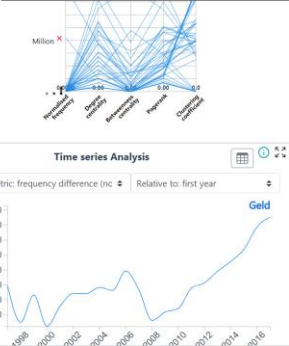 Million ×
0.00 0.00 0.00 0.0
Normalised frequency
Degree centrality
Betweenness centrality
Pagerank
Clustering coefficient
Time series Analysis
tric: frequency difference (nc
Relative to: first year
Geld
1998 2000 2002 2004 2006 2008 2010 2012 2014 2016